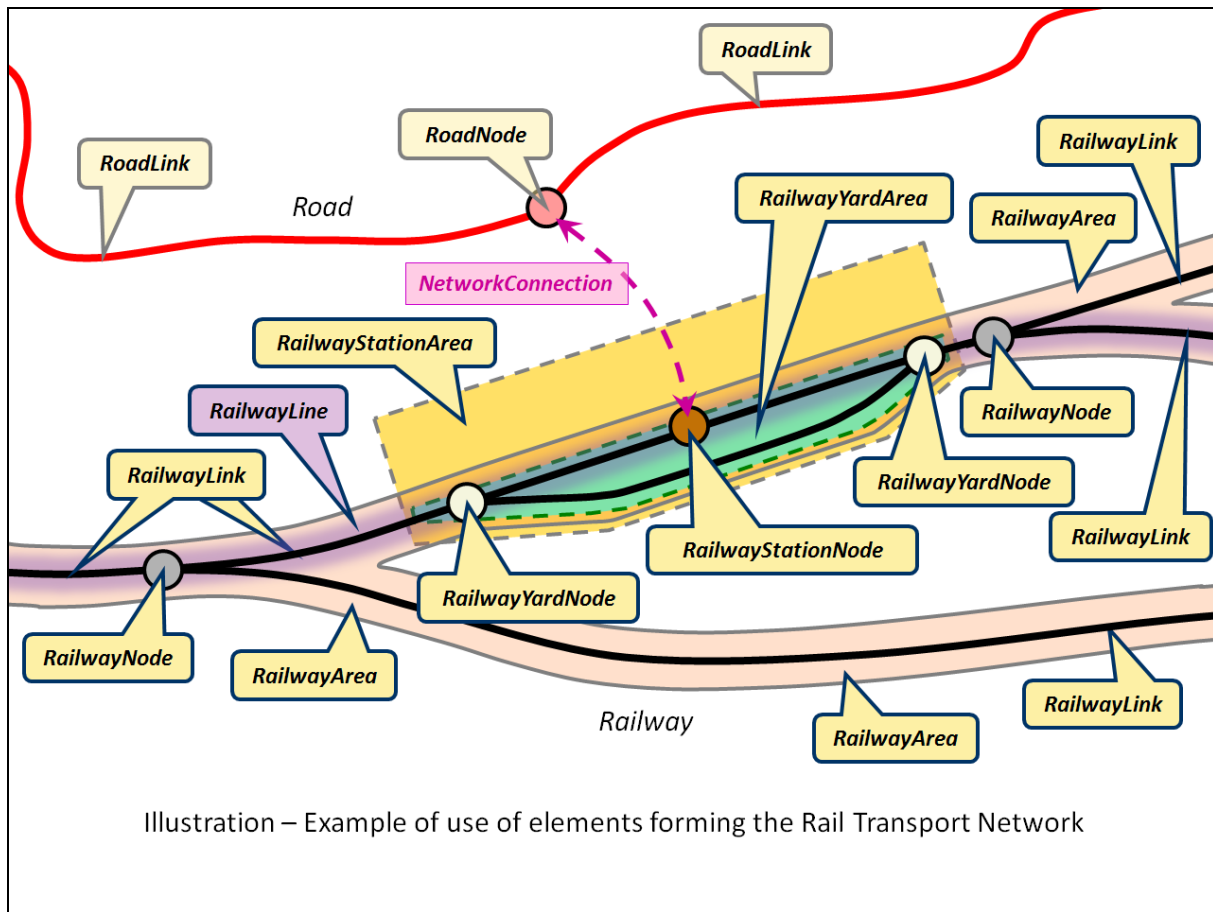 RoadLink
RoadNode
RailwayLink
RoadLink
RailwayYardArea
Road
RailwayArea
NetworkConnection
RailwayStationArea
RailwayLine
RailwayNode
RailwayLink
RailwayYardNode
RailwayLink
RailwayStationNode
RailwayYardNode
RailwayNode
RailwayArea
RailwayLink
Railway
RailwayArea
Illustration – Example of use of elements forming the Rail Transport Network